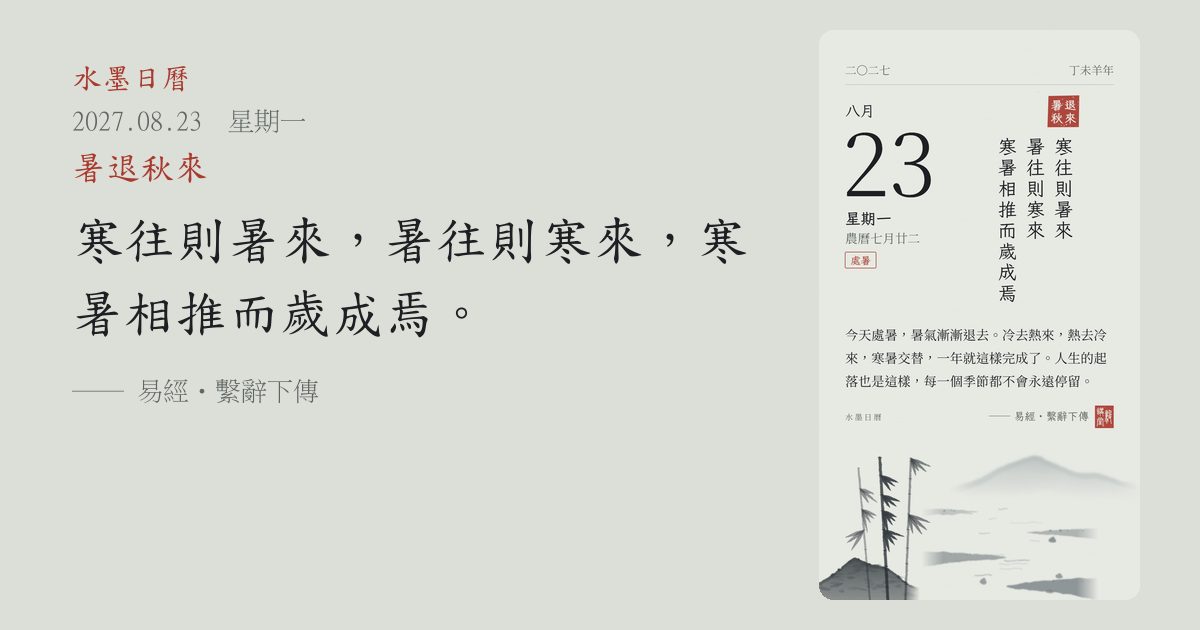 水墨日曆
2027.08.23 星期一
暑退秋來
寒往則暑來，暑往則寒來，寒
暑相推而歲成焉。
—— 易經・繫辭下傳
二〇二七
丁未羊年
八月
23
星期一
農曆七月廿二
處暑
暑退秋來
寒往則暑來
暑往則寒來
寒暑相推而歲成焉
今天處暑，暑氣漸漸退去。冷去熱來，熱去冷
來，寒暑交替，一年就這樣完成了。人生的起
落也是這樣，每一個季節都不會永遠停留。
水墨日曆
—— 易經・繫辭下傳